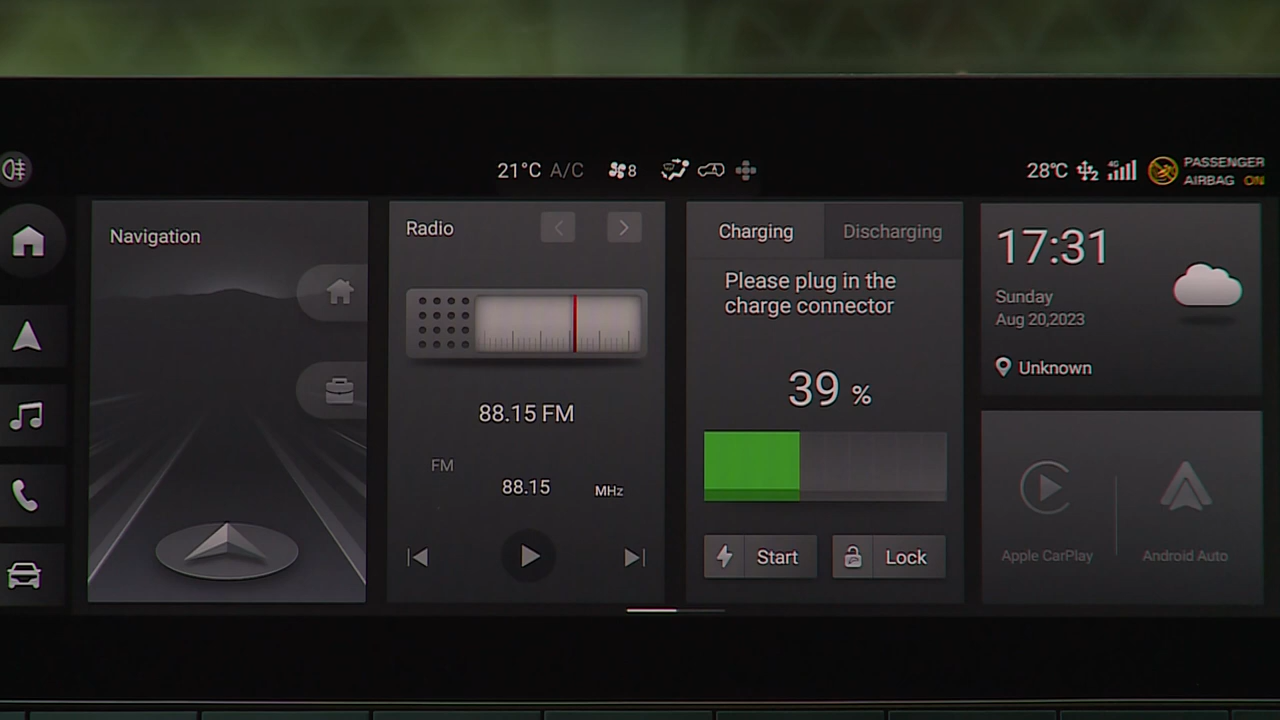 21°C A/C 8
28°C 4G PASSENGER
AIRBAG ON
Navigation
Radio
88.15 FM
FM
88.15 MHz
Charging Discharging
Please plug in the
charge connector
39 %
Start Lock
17:31
Sunday
Aug 20,2023
Unknown
Apple CarPlay Android Auto